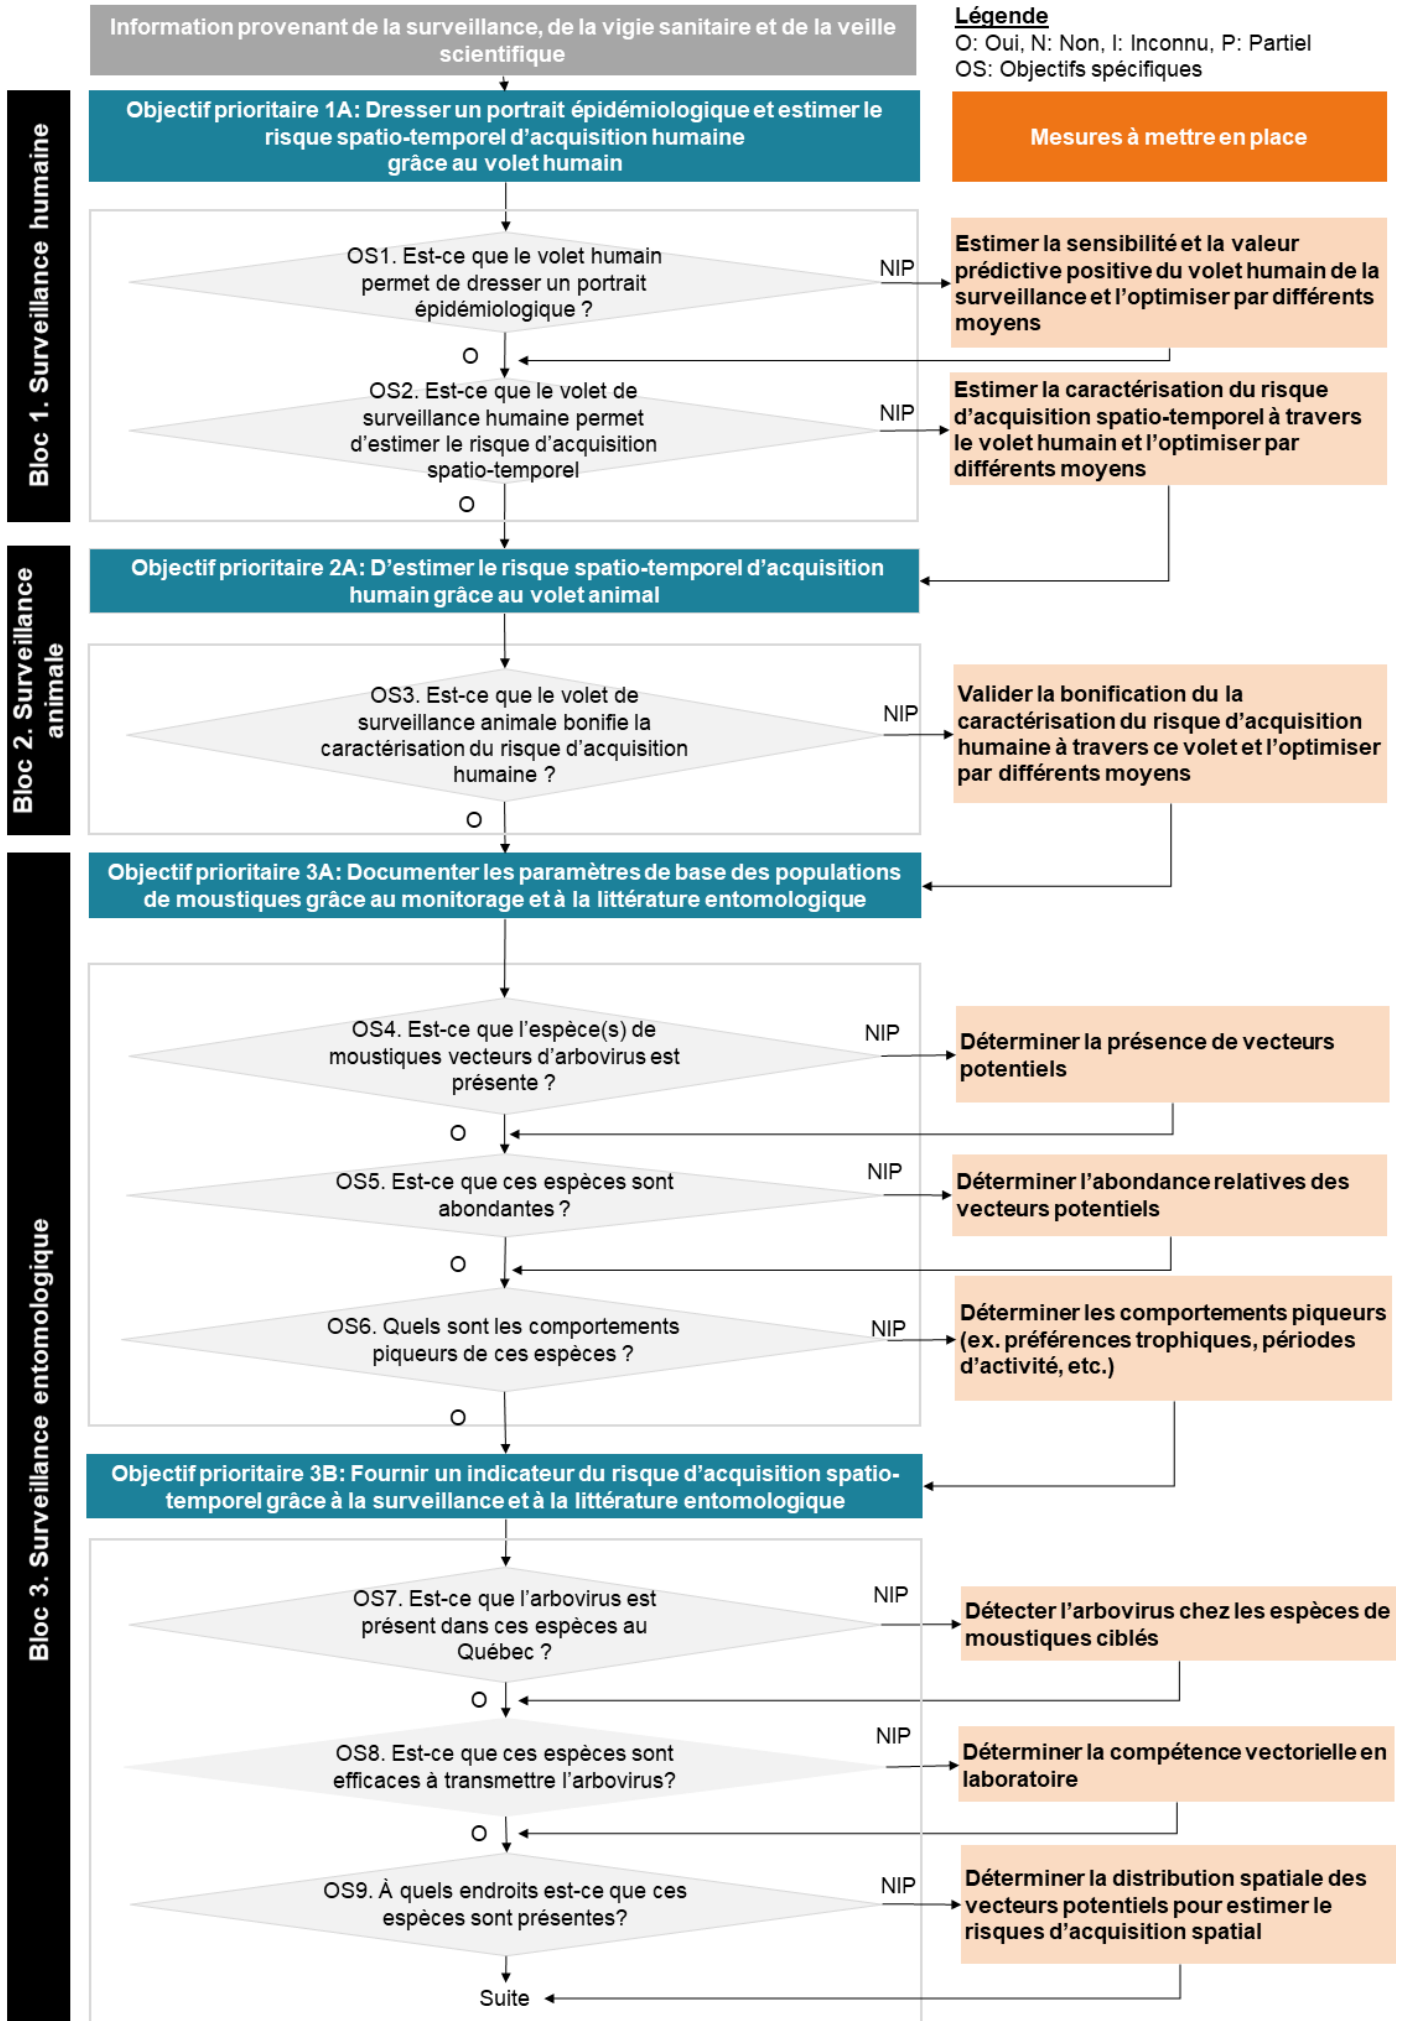 Information provenant de la surveillance, de la vigie sanitaire et de la veille
scientifique
Légende
O: Oui, N: Non, I: Inconnu, P: Partiel
OS: Objectifs spécifiques
Bloc 1. Surveillance humaine
Objectif prioritaire 1A: Dresser un portrait épidémiologique et estimer le
risque spatio-temporel d'acquisition humaine
grâce au volet humain
Mesures à mettre en place
OS1. Est-ce que le volet humain
permet de dresser un portrait
épidémiologique ?
NIP
Estimer la sensibilité et la valeur
prédictive positive du volet humain de la
surveillance et l'optimiser par différents
moyens
O
OS2. Est-ce que le volet de
surveillance humaine permet
d'estimer le risque d'acquisition
spatio-temporel
NIP
Estimer la caractérisation du risque
d'acquisition spatio-temporel à travers
le volet humain et l'optimiser par
différents moyens
O
Bloc 2. Surveillance
animale
Objectif prioritaire 2A: D'estimer le risque spatio-temporel d'acquisition
humain grâce au volet animal
OS3. Est-ce que le volet de
surveillance animale bonifie la
caractérisation du risque d'acquisition
humaine ?
NIP
Valider la bonification du la
caractérisation du risque d'acquisition
humaine à travers ce volet et l'optimiser
par différents moyens
O
Bloc 3. Surveillance entomologique
Objectif prioritaire 3A: Documenter les paramètres de base des populations
de moustiques grâce au monitorage et à la littérature entomologique
OS4. Est-ce que l'espèce(s) de
moustiques vecteurs d'arbovirus est
présente ?
NIP
Déterminer la présence de vecteurs
potentiels
O
OS5. Est-ce que ces espèces sont
abondantes ?
NIP
Déterminer l'abondance relatives des
vecteurs potentiels
O
OS6. Quels sont les comportements
piqueurs de ces espèces ?
NIP
Déterminer les comportements piqueurs
(ex. préférences trophiques, périodes
d'activité, etc.)
O
Objectif prioritaire 3B: Fournir un indicateur du risque d'acquisition spatio-
temporel grâce à la surveillance et à la littérature entomologique
OS7. Est-ce que l'arbovirus est
présent dans ces espèces au
Québec ?
NIP
Détecter l'arbovirus chez les espèces de
moustiques ciblés
O
OS8. Est-ce que ces espèces sont
efficaces à transmettre l'arbovirus?
NIP
Déterminer la compétence vectorielle en
laboratoire
O
OS9. À quels endroits est-ce que ces
espèces sont présentes?
NIP
Déterminer la distribution spatiale des
vecteurs potentiels pour estimer le
risques d'acquisition spatial
Suite